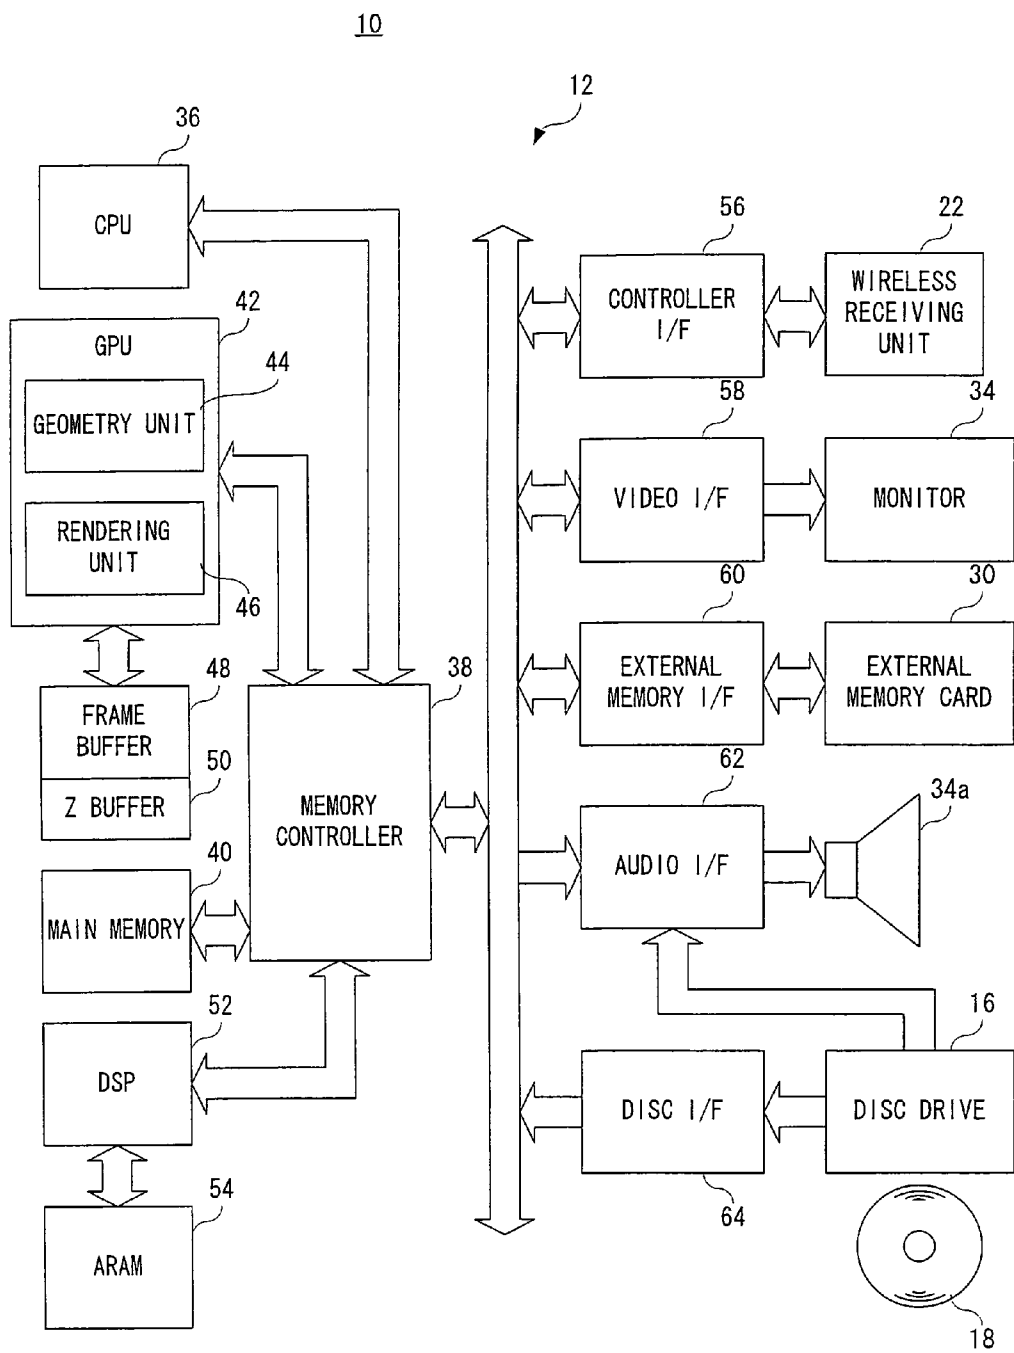 10
12
36
CPU
42
GPU
44
GEOMETRY UNIT
RENDERING
UNIT
46
48
FRAME
BUFFER
50
Z BUFFER
40
MAIN MEMORY
52
DSP
54
ARAM
38
MEMORY
CONTROLLER
56
CONTROLLER
I/F
22
WIRELESS
RECEIVING
UNIT
58
VIDEO I/F
34
MONITOR
60
EXTERNAL
MEMORY I/F
30
EXTERNAL
MEMORY CARD
62
AUDIO I/F
34a
16
DISC I/F
64
DISC DRIVE
18